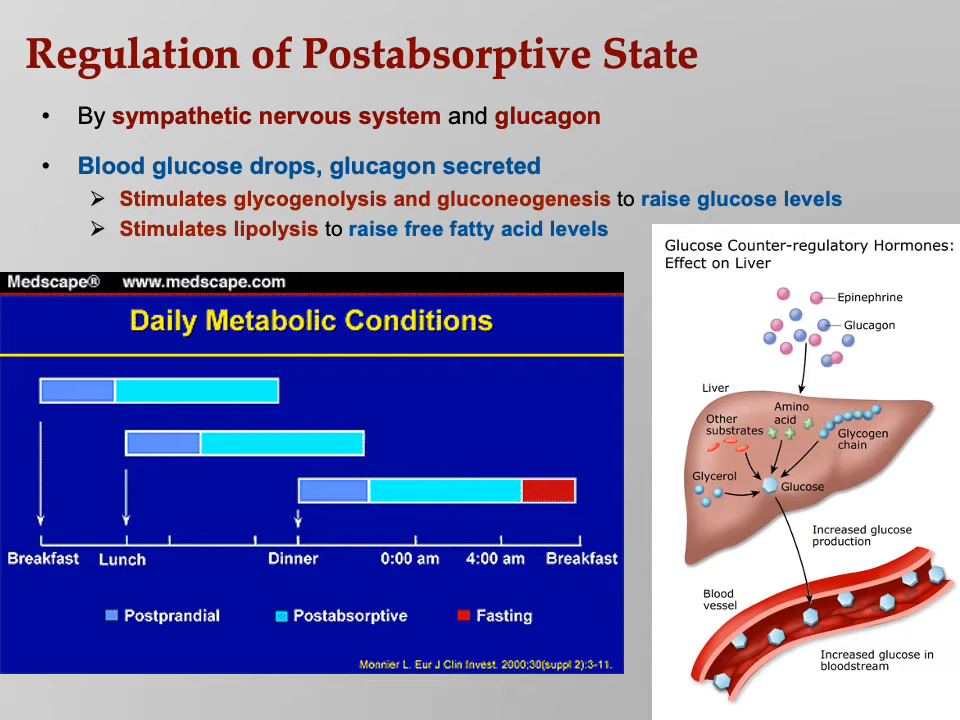 Regulation of Postabsorptive State
• By sympathetic nervous system and glucagon
• Blood glucose drops, glucagon secreted
➢ Stimulates glycogenolysis and gluconeogenesis to raise glucose levels
➢ Stimulates lipolysis to raise free fatty acid levels
Medscape® www.medscape.com
Daily Metabolic Conditions
Breakfast Lunch Dinner 0:00 am 4:00 am Breakfast
Postprandial Postabsorptive Fasting
Monnier L. Eur J Clin Invest. 2000;30(suppl 2):3-11.
Glucose Counter-regulatory Hormones:
Effect on Liver
Epinephrine
Glucagon
Liver
Other
substrates
Amino
acid
Glycogen
chain
Glycerol
Glucose
Increased glucose
production
Blood
vessel
Increased glucose in
bloodstream